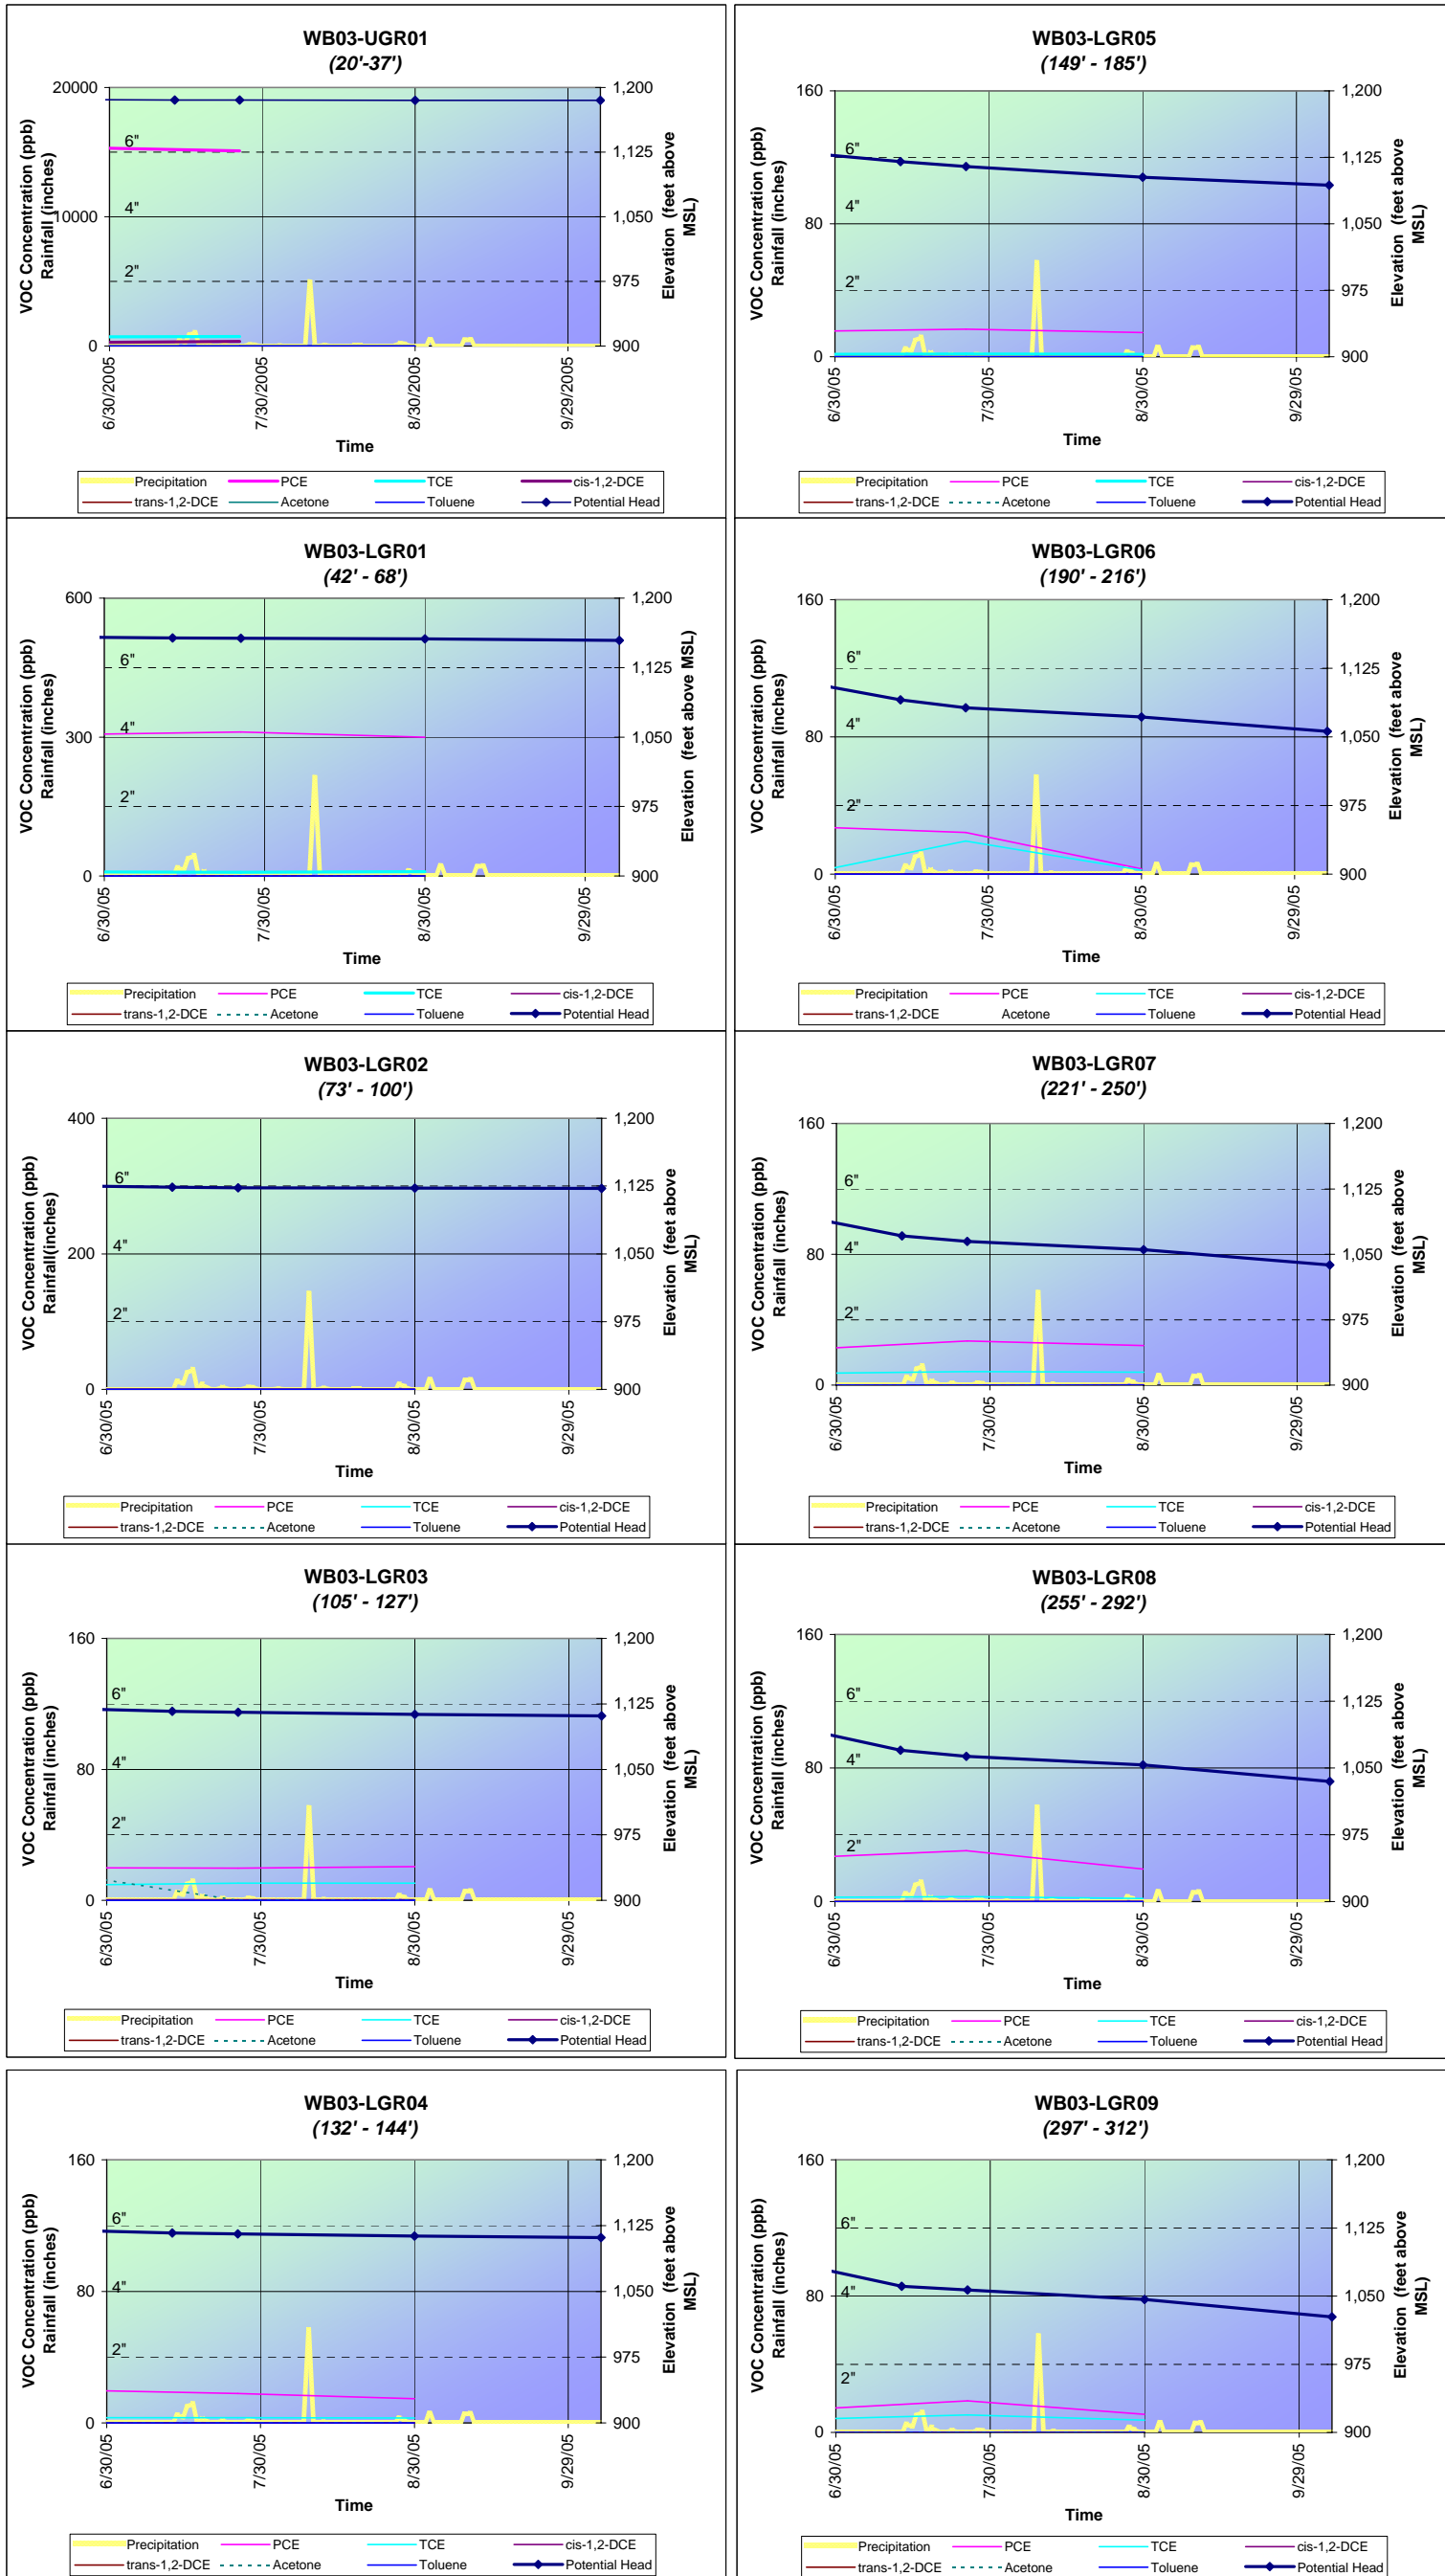 WB03-UGR01
(20'-37')
VOC Concentration (ppb)
Rainfall (inches)
20000
10000
0
6"
4"
2"
1,200
1,125
1,050
975
900
Elevation (feet above
MSL)
6/30/2005
7/30/2005
8/30/2005
9/29/2005
Time
Precipitation PCE TCE cis-1,2-DCE
trans-1,2-DCE Acetone Toluene Potential Head
WB03-LGR05
(149' - 185')
VOC Concentration (ppb)
Rainfall (inches)
160
80
0
6"
4"
2"
1,200
1,125
1,050
975
900
Elevation (feet above
MSL)
6/30/05
7/30/05
8/30/05
9/29/05
Time
Precipitation PCE TCE cis-1,2-DCE
trans-1,2-DCE Acetone Toluene Potential Head
WB03-LGR01
(42' - 68')
VOC Concentration (ppb)
Rainfall (inches)
600
300
0
6"
4"
2"
1,200
1,125
1,050
975
900
Elevation (feet above MSL)
6/30/05
7/30/05
8/30/05
9/29/05
Time
Precipitation PCE TCE cis-1,2-DCE
trans-1,2-DCE Acetone Toluene Potential Head
WB03-LGR06
(190' - 216')
VOC Concentration (ppb)
Rainfall (inches)
160
80
0
6"
4"
2"
1,200
1,125
1,050
975
900
Elevation (feet above
MSL)
6/30/05
7/30/05
8/30/05
9/29/05
Time
Precipitation PCE TCE cis-1,2-DCE
trans-1,2-DCE Acetone Toluene Potential Head
WB03-LGR02
(73' - 100')
VOC Concentration (ppb)
Rainfall(inches)
400
200
0
6"
4"
2"
1,200
1,125
1,050
975
900
Elevation (feet above
MSL)
6/30/05
7/30/05
8/30/05
9/29/05
Time
Precipitation PCE TCE cis-1,2-DCE
trans-1,2-DCE Acetone Toluene Potential Head
WB03-LGR07
(221' - 250')
VOC Concentration (ppb)
Rainfall (inches)
160
80
0
6"
4"
2"
1,200
1,125
1,050
975
900
Elevation (feet above
MSL)
6/30/05
7/30/05
8/30/05
9/29/05
Time
Precipitation PCE TCE cis-1,2-DCE
trans-1,2-DCE Acetone Toluene Potential Head
WB03-LGR03
(105' - 127')
VOC Concentration (ppb)
Rainfall (inches)
160
80
0
6"
4"
2"
1,200
1,125
1,050
975
900
Elevation (feet above
MSL)
6/30/05
7/30/05
8/30/05
9/29/05
Time
Precipitation PCE TCE cis-1,2-DCE
trans-1,2-DCE Acetone Toluene Potential Head
WB03-LGR08
(255' - 292')
VOC Concentration (ppb)
Rainfall (inches)
160
80
0
6"
4"
2"
1,200
1,125
1,050
975
900
Elevation (feet above
MSL)
6/30/05
7/30/05
8/30/05
9/29/05
Time
Precipitation PCE TCE cis-1,2-DCE
trans-1,2-DCE Acetone Toluene Potential Head
WB03-LGR04
(132' - 144')
VOC Concentration (ppb)
Rainfall (inches)
160
80
0
6"
4"
2"
1,200
1,125
1,050
975
900
Elevation (feet above
MSL)
6/30/05
7/30/05
8/30/05
9/29/05
Time
Precipitation PCE TCE cis-1,2-DCE
trans-1,2-DCE Acetone Toluene Potential Head
WB03-LGR09
(297' - 312')
VOC Concentration (ppb)
Rainfall (inches)
160
80
0
6"
4"
2"
1,200
1,125
1,050
975
900
Elevation (feet above
MSL)
6/30/05
7/30/05
8/30/05
9/29/05
Time
Precipitation PCE TCE cis-1,2-DCE
trans-1,2-DCE Acetone Toluene Potential Head